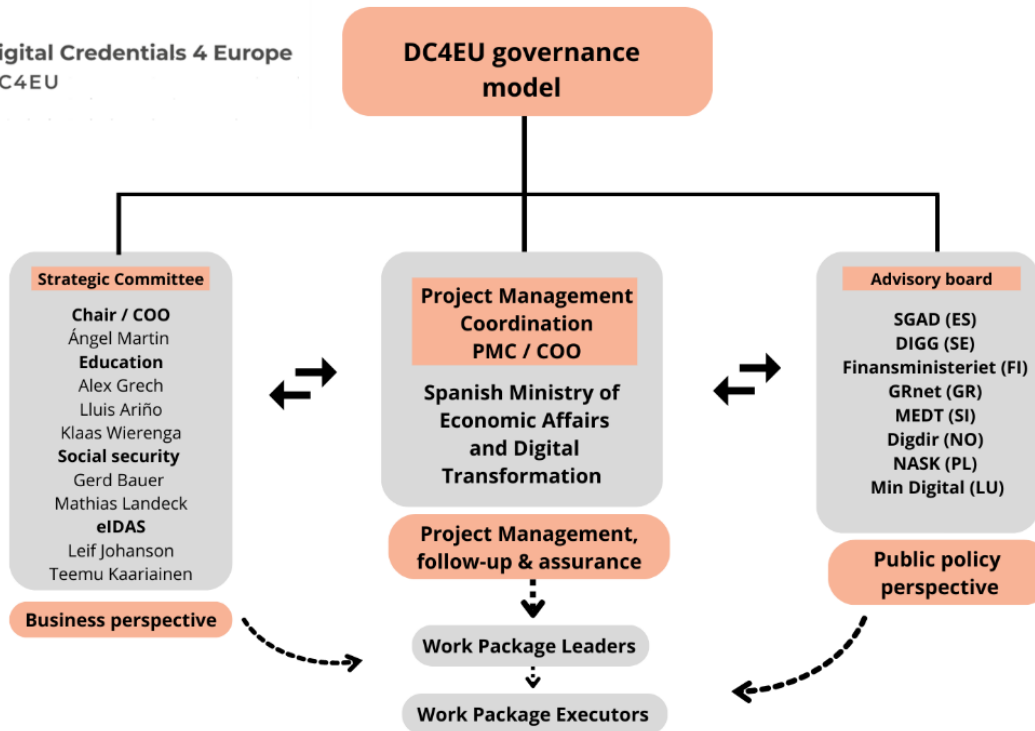 igital Credentials 4 Europe
C4EU
DC4EU governance
model
Strategic Committee
Chair / COO
Ángel Martin
Education
Alex Grech
Lluis Ariño
Klaas Wierenga
Social security
Gerd Bauer
Mathias Landeck
eIDAS
Leif Johanson
Teemu Kaariainen
Business perspective
Project Management
Coordination
PMC / COO
Spanish Ministry of
Economic Affairs
and Digital
Transformation
Project Management,
follow-up & assurance
Work Package Leaders
Work Package Executors
Advisory board
SGAD (ES)
DIGG (SE)
Finansministeriet (FI)
GRnet (GR)
MEDT (SI)
Digdir (NO)
NASK (PL)
Min Digital (LU)
Public policy
perspective